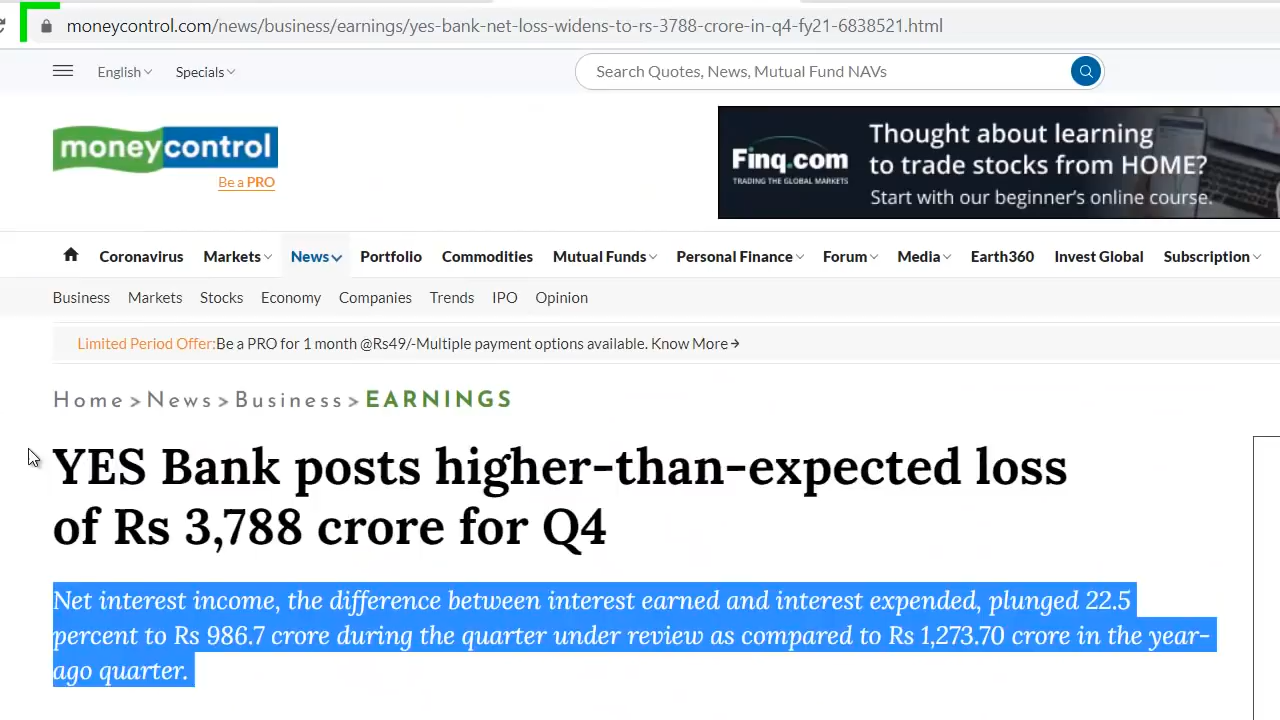 moneycontrol.com/news/business/earnings/yes-bank-net-loss-widens-to-rs-3788-crore-in-q4-fy21-6838521.html
English Specials Search Quotes, News, Mutual Fund NAVs
moneycontrol
Be a PRO
Finq.com
TRADING THE GLOBAL MARKETS
Thought about learning
to trade stocks from HOME?
Start with our beginner's online course.
Coronavirus Markets News Portfolio Commodities Mutual Funds Personal Finance Forum Media Earth360 Invest Global Subscription
Business Markets Stocks Economy Companies Trends IPO Opinion
Limited Period Offer:Be a PRO for 1 month @Rs49/-Multiple payment options available. Know More→
Home > News > Business > EARNINGS
YES Bank posts higher-than-expected loss
of Rs 3,788 crore for Q4
Net interest income, the difference between interest earned and interest expended, plunged 22.5
percent to Rs 986.7 crore during the quarter under review as compared to Rs 1,273.70 crore in the year-
ago quarter.